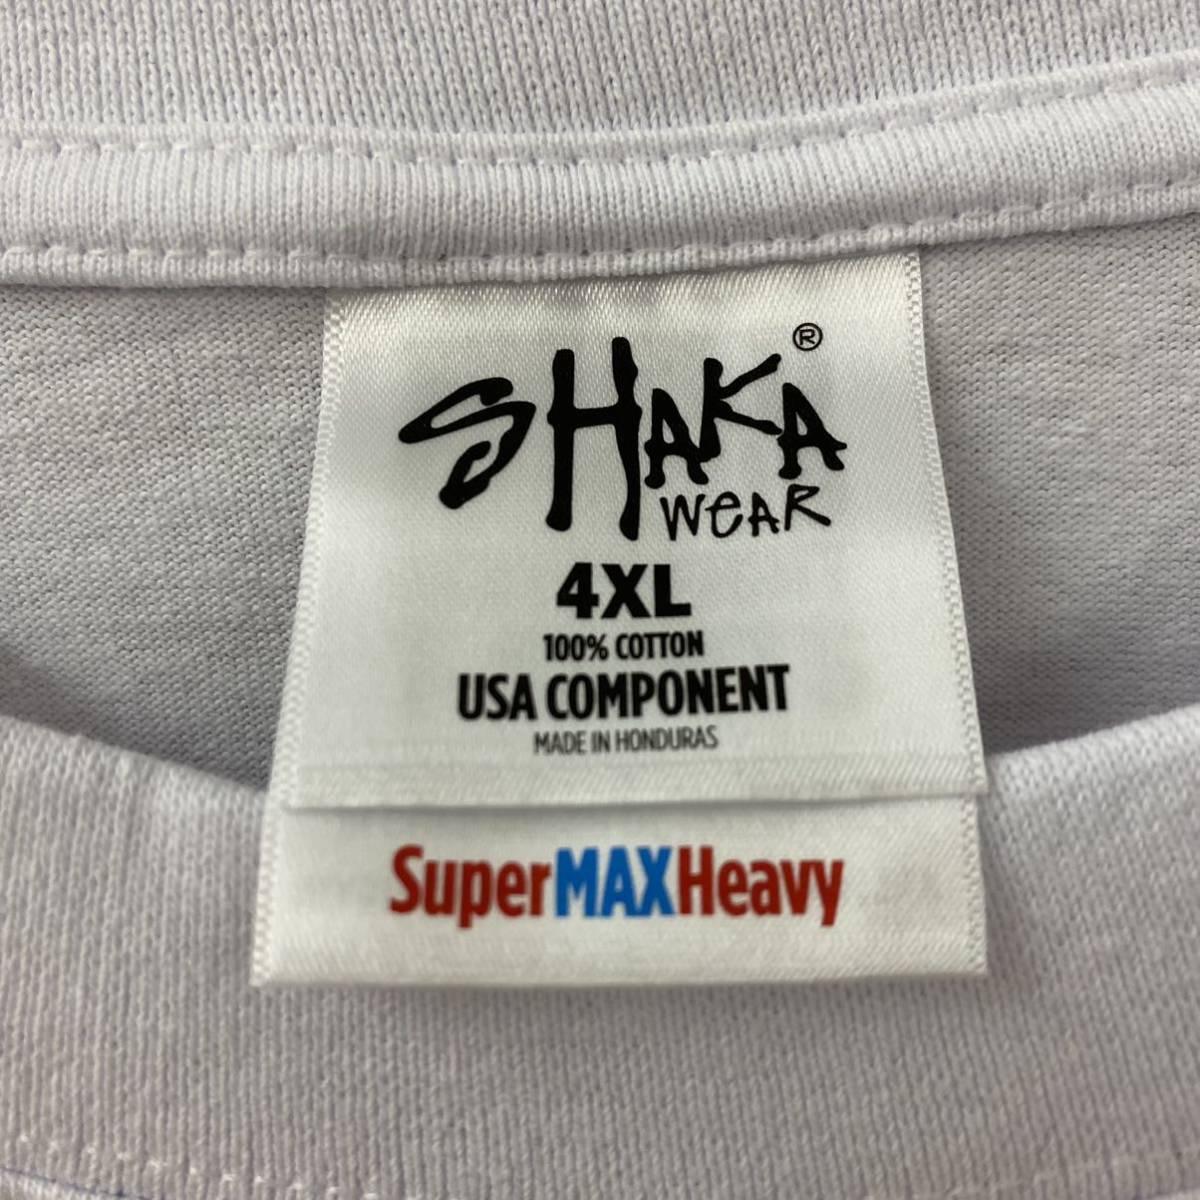 SHAKA ®
WeAR
4XL
100% COTTON
USA COMPONENT
MADE IN HONDURAS
SuperMAXHeavy